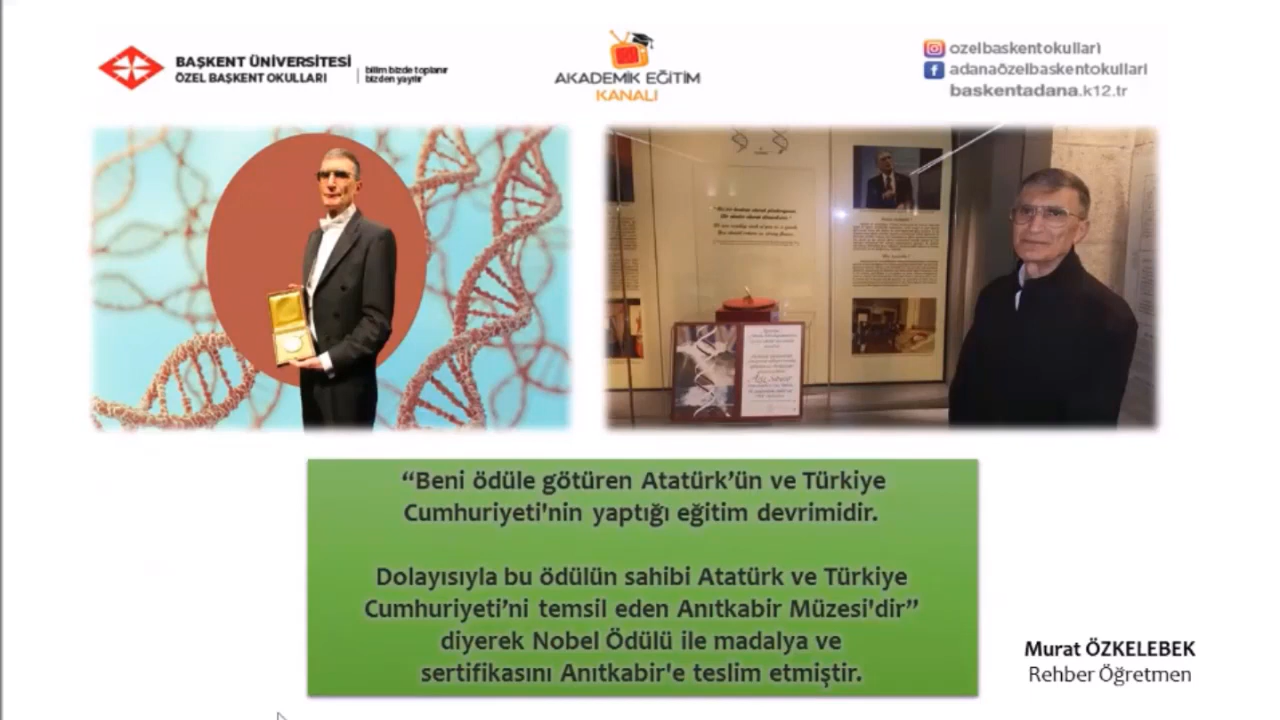 BAŞKENT ÜNİVERSİTESİ
ÖZEL BAŞKENT OKULLARI
bilim bizde toplanır
bizden yayılır
AKADEMİK EĞİTİM
KANALI
ozelbaskentokullari
adanaözelbaskentokullari
baskentadana.k12.tr
“Beni ödüle götüren Atatürk’ün ve Türkiye
Cumhuriyeti'nin yaptığı eğitim devrimidir.
Dolayısıyla bu ödülün sahibi Atatürk ve Türkiye
Cumhuriyeti’ni temsil eden Anıtkabir Müzesi'dir”
diyerek Nobel Ödülü ile madalya ve
sertifikasını Anıtkabir'e teslim etmiştir.
Murat ÖZKELEBEK
Rehber Öğretmen